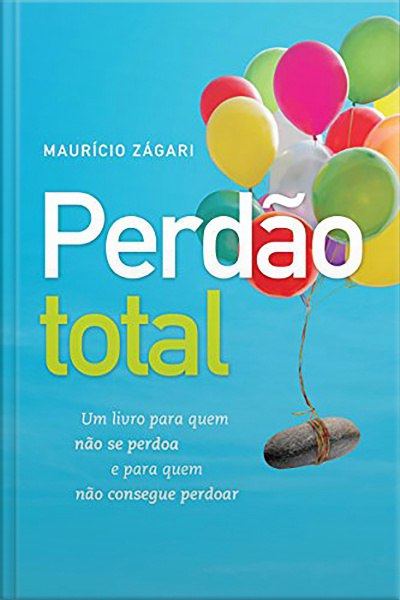 MAURÍCIO ZÁGARI
Perdão
total
Um livro para quem
não se perdoa
e para quem
não consegue perdoar